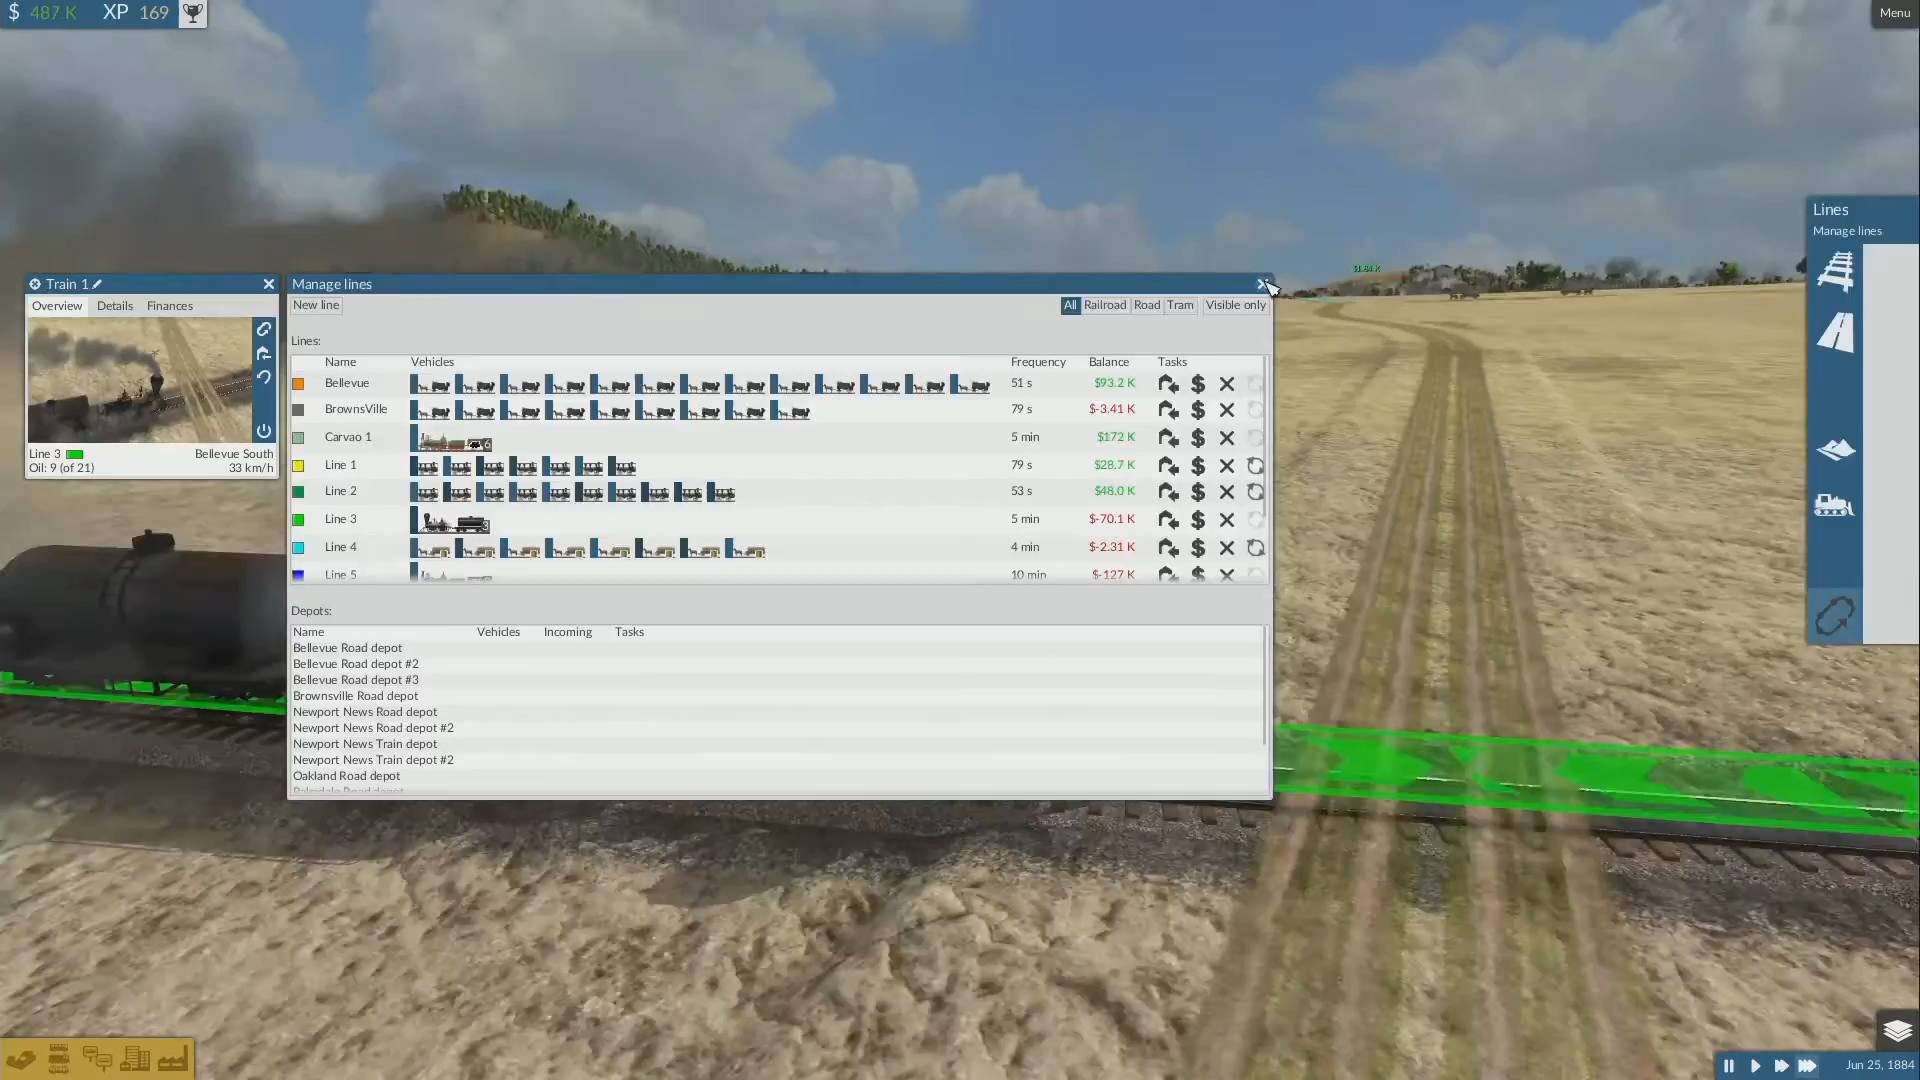 $ 487 K XP 169
Menu
Lines
Manage lines
Train 1
Overview Details Finances
Line 3 Bellevue South
Oil: 9 (of 21) 33 km/h
Manage lines
New line All Railroad Road Tram Visible only
Lines:
Name Vehicles Frequency Balance Tasks
Bellevue 51 s $93.2 K
BrownsVille 79 s $-3.41 K
Carvao 1 6 5 min $172 K
Line 1 79 s $28.7 K
Line 2 53 s $48.0 K
Line 3 3 5 min $-70.1 K
Line 4 4 min $-2.31 K
Line 5 10 min $-127 K
Depots:
Name Vehicles Incoming Tasks
Bellevue Road depot
Bellevue Road depot #2
Bellevue Road depot #3
Brownsville Road depot
Newport News Road depot
Newport News Road depot #2
Newport News Train depot
Newport News Train depot #2
Oakland Road depot
Jun 25, 1884